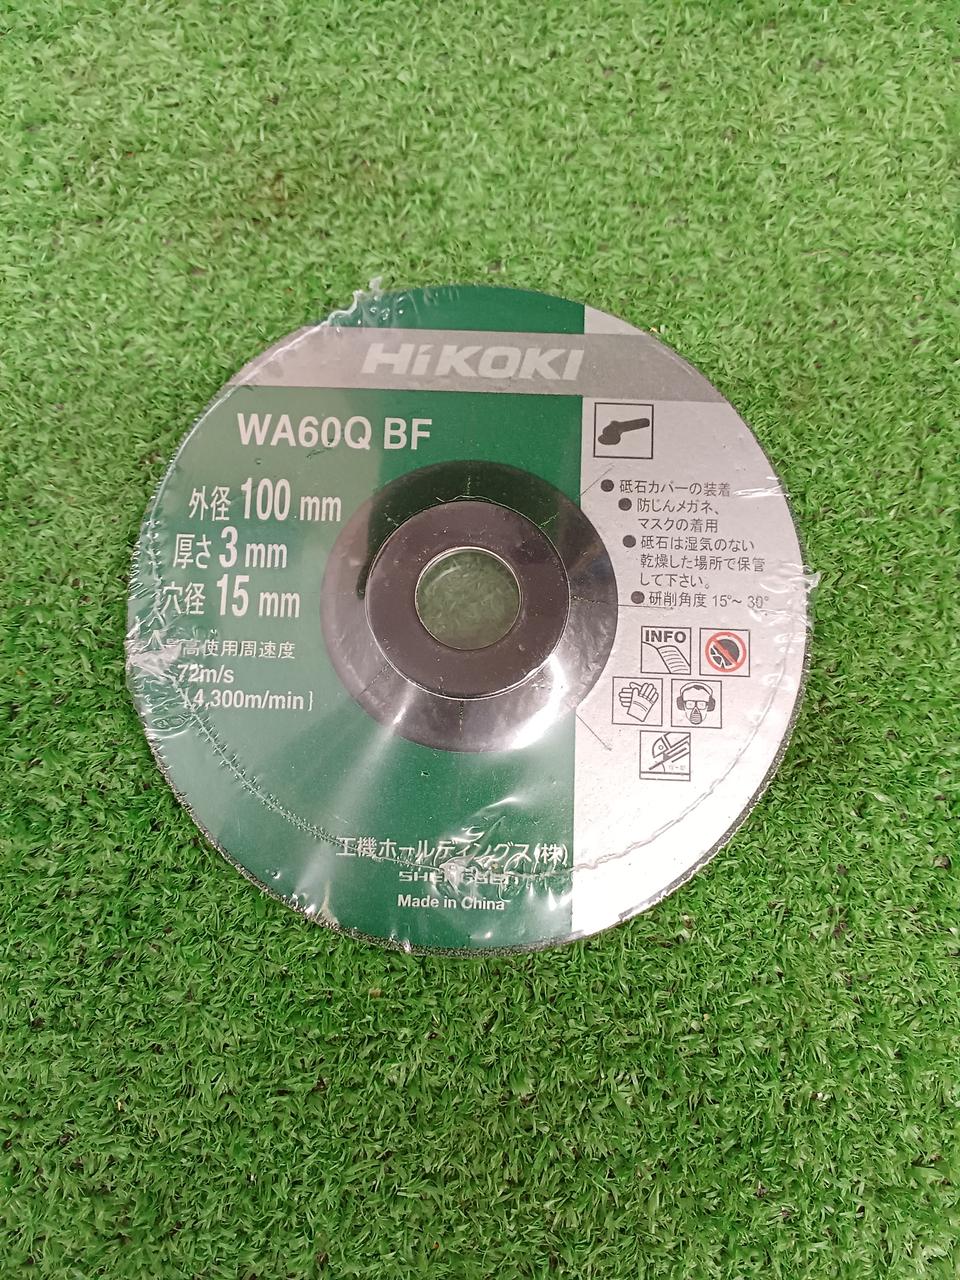 HiKOKI
WA60Q BF
外径 100 mm
厚さ 3 mm
穴径 15 mm
最高使用周速度
72m/s
{4,300m/min}
● 砥石カバーの装着
● 防じんメガネ、
マスクの着用
● 砥石は湿気のない
乾燥した場所で保管
して下さい。
● 研削角度 15°~ 30°
INFO
工機ホールディングス(株)
Made in China